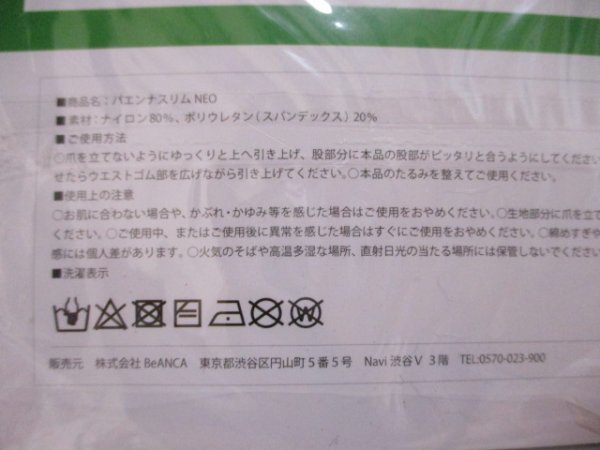 ■商品名：パエンナスリム NEO
■素材：ナイロン80%、ポリウレタン（スパンデックス）20%
■ご使用方法
○爪を立てないようにゆっくりと上へ引き上げ、股部分に本品の股部がピッタリと合うようにしてくださ
せたらウエストゴム部を広げながら引き上げてください。○本品のたるみを整えてご使用ください。
■使用上の注意
○お肌に合わない場合や、かぶれ・かゆみ等を感じた場合はご使用をおやめください。○生地部分に爪を立て
ください。○ご使用中、またはご使用後に異常を感じた場合はすぐにご使用をおやめください。○締めすぎや
感には個人差があります。○火気のそばや高温多湿な場所、直射日光の当たる場所には保管しないでください。
■洗濯表示
販売元　株式会社 BeANCA　東京都渋谷区円山町５番５号　Navi 渋谷Ⅴ ３階　TEL:0570-023-900